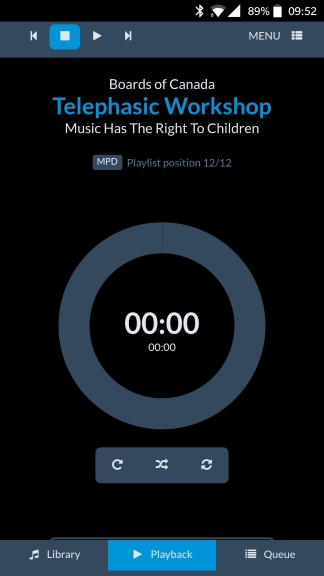 89% 09:52
MENU
Boards of Canada
Telephasic Workshop
Music Has The Right To Children
MPD Playlist position 12/12
00:00
00:00
Library Playback Queue